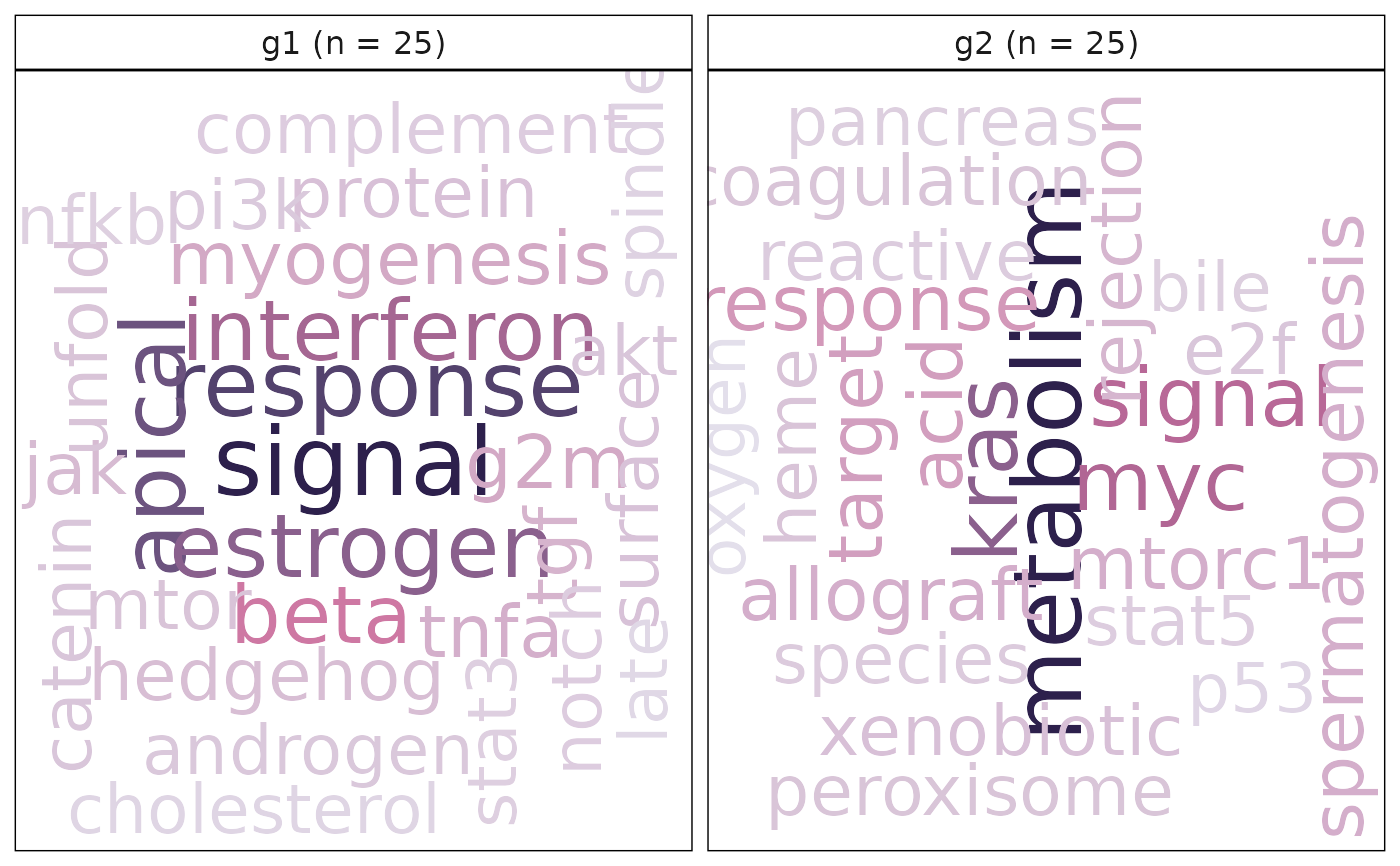 g1 (n = 25)
complement
spindle
pi3k
protein
nfkb
myogenesis
unfold
interferon
akt
apical
response
signal
g2m
jak
surface
estrogen
tgf
catenin
mtor
beta
tnfa
notch
late
hedgehog
stat3
androgen
cholesterol
g2 (n = 25)
pancreas
rejection
coagulation
metabolism
reactive
bile
response
spermatogenesis
e2f
oxygen
heme
target
acid
kras
signal
myc
mtorc1
allograft
stat5
species
p53
xenobiotic
peroxisome